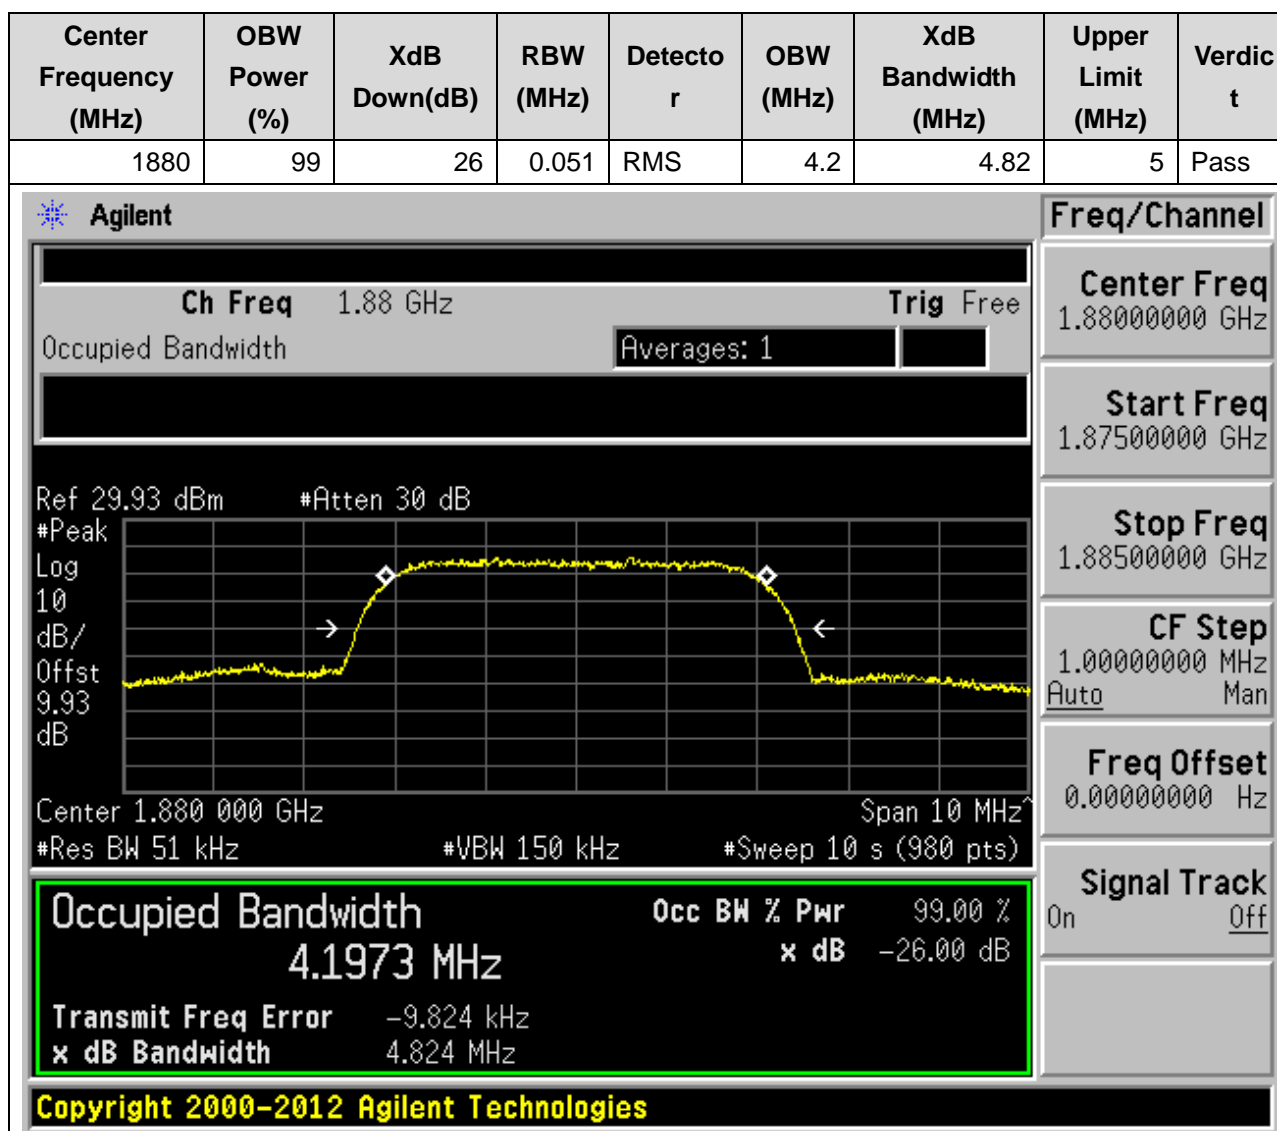 Center Frequency (MHz) OBW Power (%) XdB Down(dB) RBW (MHz) Detecto r OBW (MHz) XdB Bandwidth (MHz) Upper Limit (MHz) Verdic t
1880 99 26 0.051 RMS 4.2 4.82 5 Pass
Agilent
Freq/Channel
Ch Freq 1.88 GHz Trig Free
Occupied Bandwidth Averages: 1
Ref 29.93 dBm #Atten 30 dB
#Peak
Log
10
dB/
Offst
9.93
dB
Center 1.880 000 GHz Span 10 MHz^
#Res BW 51 kHz #VBW 150 kHz #Sweep 10 s (980 pts)
Occupied Bandwidth Occ BW % Pwr 99.00 %
4.1973 MHz x dB -26.00 dB
Transmit Freq Error -9.824 kHz
x dB Bandwidth 4.824 MHz
Center Freq
1.88000000 GHz
Start Freq
1.87500000 GHz
Stop Freq
1.88500000 GHz
CF Step
1.00000000 MHz
Auto Man
Freq Offset
0.00000000 Hz
Signal Track
On Off
Copyright 2000-2012 Agilent Technologies